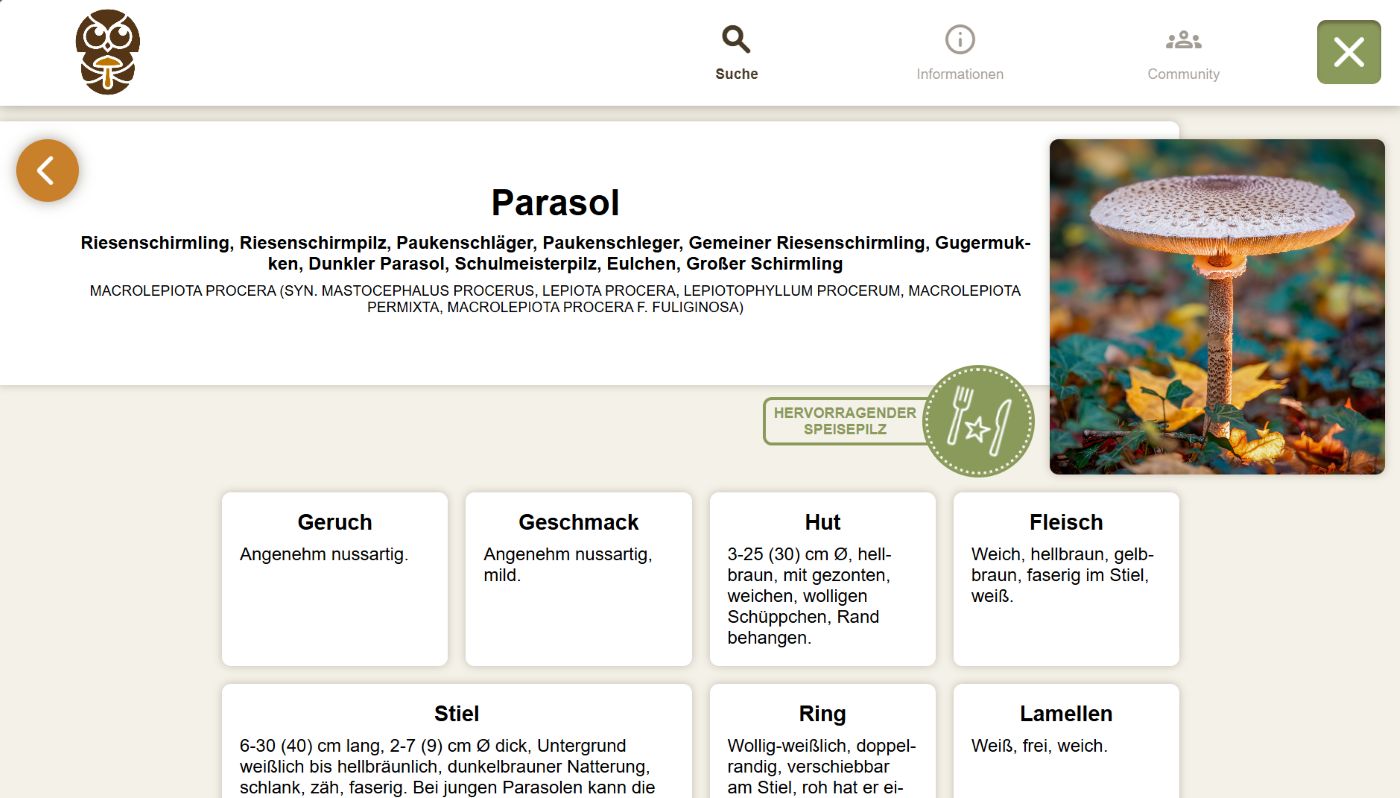 Suche
Informationen
Community
Parasol
Riesenschirmling, Riesenschirmpilz, Paukenschläger, Paukenschleger, Gemeiner Riesenschirmling, Gugermuk-
ken, Dunkler Parasol, Schulmeisterpilz, Eulchen, Großer Schirmling
MACROLEPIOTA PROCERA (SYN. MASTOCEPHALUS PROCERUS, LEPIOTA PROCERA, LEPIOTOPHYLLUM PROCERUM, MACROLEPIOTA
PERMIXTA, MACROLEPIOTA PROCERA F. FULIGINOSA)
HERVORRAGENDER
SPEISEPILZ
Geruch
Angenehm nussartig.
Geschmack
Angenehm nussartig,
mild.
Hut
3-25 (30) cm Ø, hell-
braun, mit gezonten,
weichen, wolligen
Schüppchen, Rand
behangen.
Fleisch
Weich, hellbraun, gelb-
braun, faserig im Stiel,
weiß.
Stiel
6-30 (40) cm lang, 2-7 (9) cm Ø dick, Untergrund
weißlich bis hellbräunlich, dunkelbrauner Natterung,
schlank, zäh, faserig. Bei jungen Parasolen kann die
Ring
Wollig-weißlich, doppel-
randig, verschiebbar
am Stiel, roh hat er ei-
Lamellen
Weiß, frei, weich.